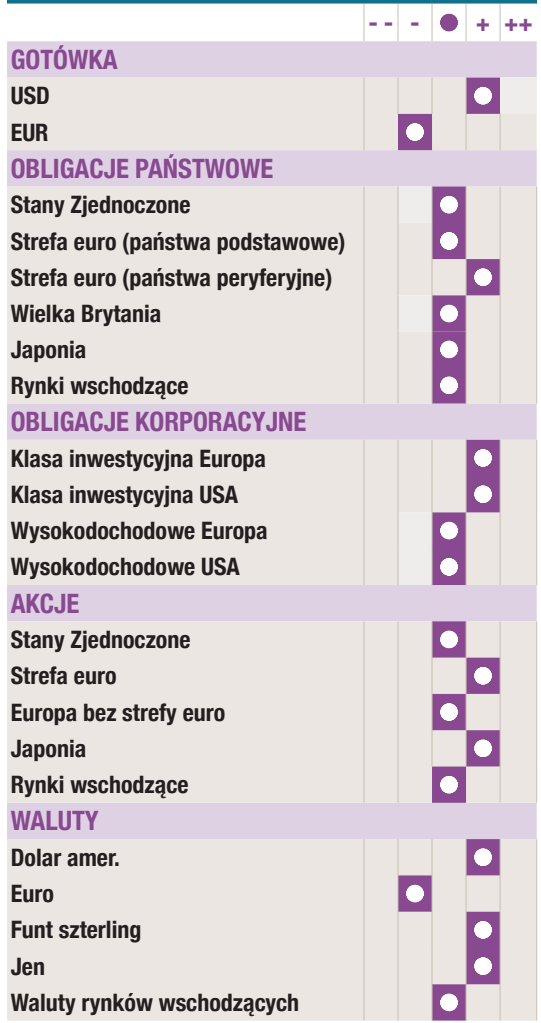 -- - ● + ++
GOTÓWKA
USD
EUR
OBLIGACJE PAŃSTWOWE
Stany Zjednoczone
Strefa euro (państwa podstawowe)
Strefa euro (państwa peryferyjne)
Wielka Brytania
Japonia
Rynki wschodzące
OBLIGACJE KORPORACYJNE
Klasa inwestycyjna Europa
Klasa inwestycyjna USA
Wysokodochodowe Europa
Wysokodochodowe USA
AKCJE
Stany Zjednoczone
Strefa euro
Europa bez strefy euro
Japonia
Rynki wschodzące
WALUTY
Dolar amer.
Euro
Funt szterling
Jen
Waluty rynków wschodzących